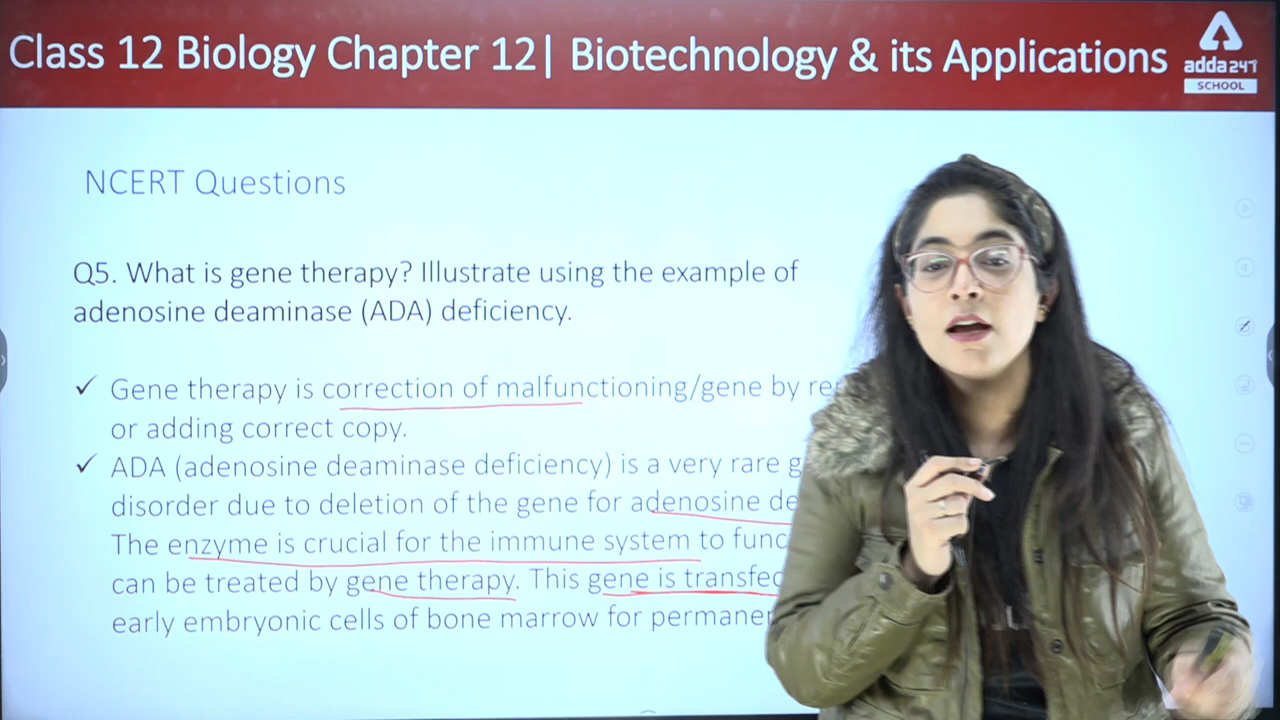 Class 12 Biology Chapter 12| Biotechnology & its Applications
adda247
SCHOOL
NCERT Questions
Q5. What is gene therapy? Illustrate using the example of
adenosine deaminase (ADA) deficiency.
✓ Gene therapy is correction of malfunctioning/gene by
or adding correct copy.
✓ ADA (adenosine deaminase deficiency) is a very rare
disorder due to deletion of the gene for adenosine
The enzyme is crucial for the immune system to
can be treated by gene therapy. This gene is
early embryonic cells of bone marrow for